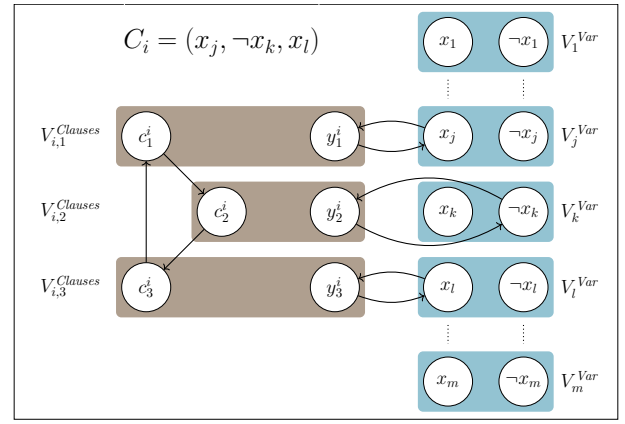 C_i = (x_j, ¬x_k, x_l)
x_1 ¬x_1 V_1^{Var}
V_{i,1}^{Clauses} c_1^i y_1^i x_j ¬x_j V_j^{Var}
V_{i,2}^{Clauses} c_2^i y_2^i x_k ¬x_k V_k^{Var}
V_{i,3}^{Clauses} c_3^i y_3^i x_l ¬x_l V_l^{Var}
x_m ¬x_m V_m^{Var}